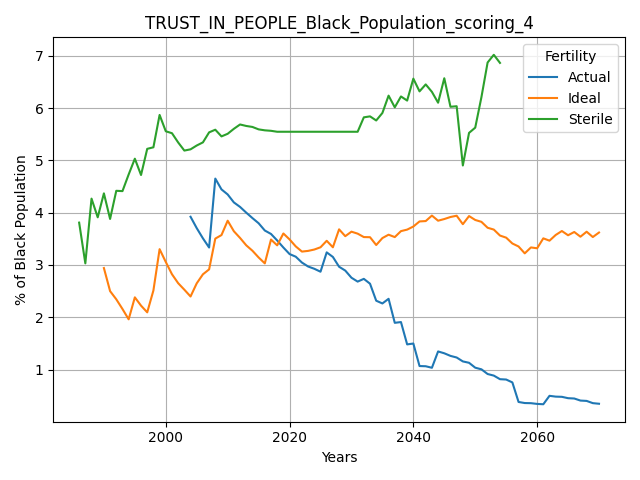 TRUST_IN_PEOPLE_Black_Population_scoring_4
Fertility
Actual
Ideal
Sterile
7
6
5
4
3
2
1
% of Black Population
2000
2020
2040
2060
Years